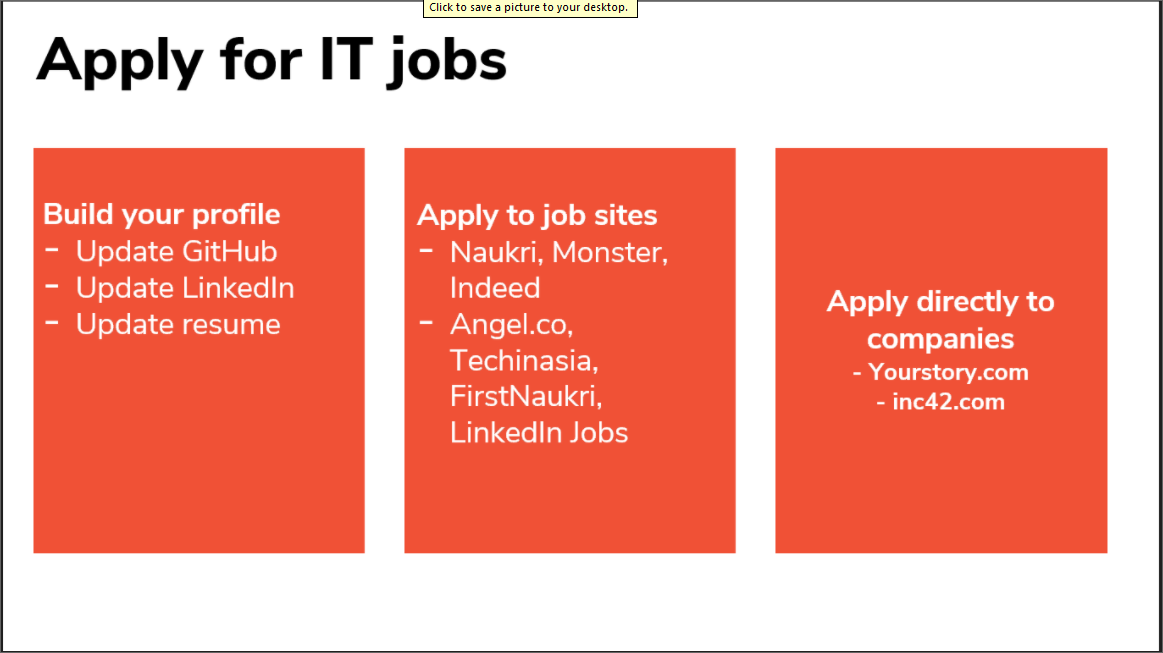 Click to save a picture to your desktop.
Apply for IT jobs
Build your profile
- Update GitHub
- Update LinkedIn
- Update resume
Apply to job sites
- Naukri, Monster,
Indeed
- Angel.co,
Techinasia,
FirstNaukri,
LinkedIn Jobs
Apply directly to
companies
- Yourstory.com
- inc42.com